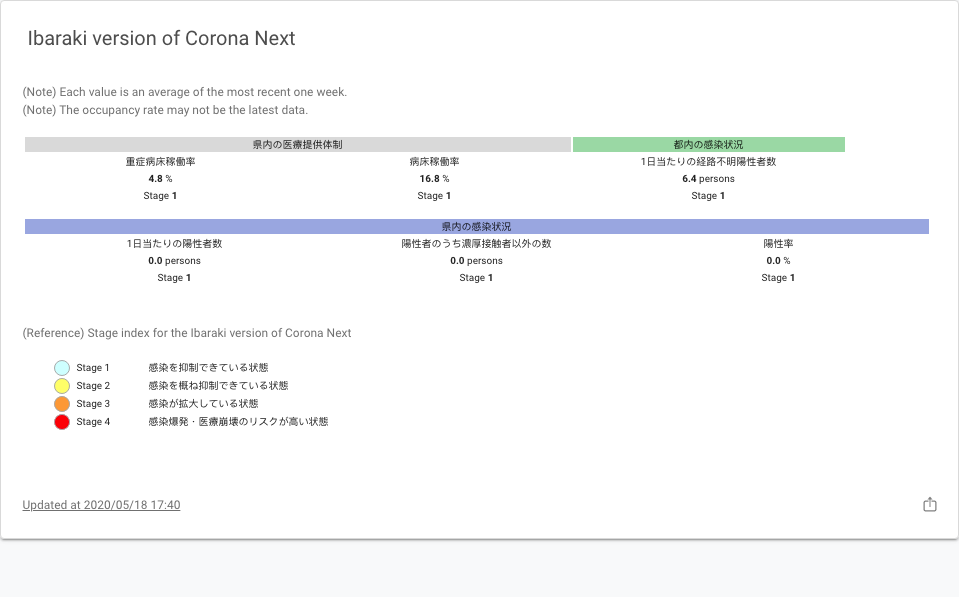 Ibaraki version of Corona Next
(Note) Each value is an average of the most recent one week.
(Note) The occupancy rate may not be the latest data.
県内の医療提供体制 都内の感染状況
重症病床稼働率 病床稼働率 1日当たりの経路不明陽性者数
4.8 % 16.8 % 6.4 persons
Stage 1 Stage 1 Stage 1
県内の感染状況
1日当たりの陽性者数 陽性者のうち濃厚接触者以外の数 陽性率
0.0 persons 0.0 persons 0.0 %
Stage 1 Stage 1 Stage 1
(Reference) Stage index for the Ibaraki version of Corona Next
Stage 1 感染を抑制できている状態
Stage 2 感染を概ね抑制できている状態
Stage 3 感染が拡大している状態
Stage 4 感染爆発・医療崩壊のリスクが高い状態
Updated at 2020/05/18 17:40